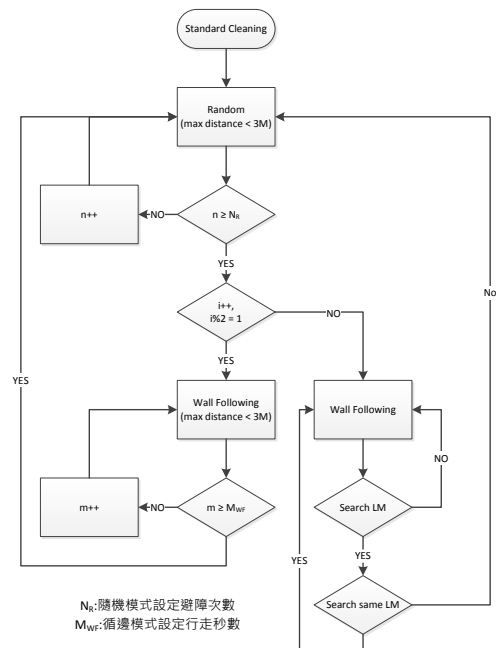 Standard Cleaning
Random
(max distance < 3M)
n++
NO
n ≥ NR
YES
i++,
i%2 = 1
NO
No
YES
YES
Wall Following
(max distance < 3M)
Wall Following
NO
m++
NO
m ≥ MWF
Search LM
YES
YES
Search same LM
NR:隨機模式設定避障次數
MWF:循邊模式設定行走秒數